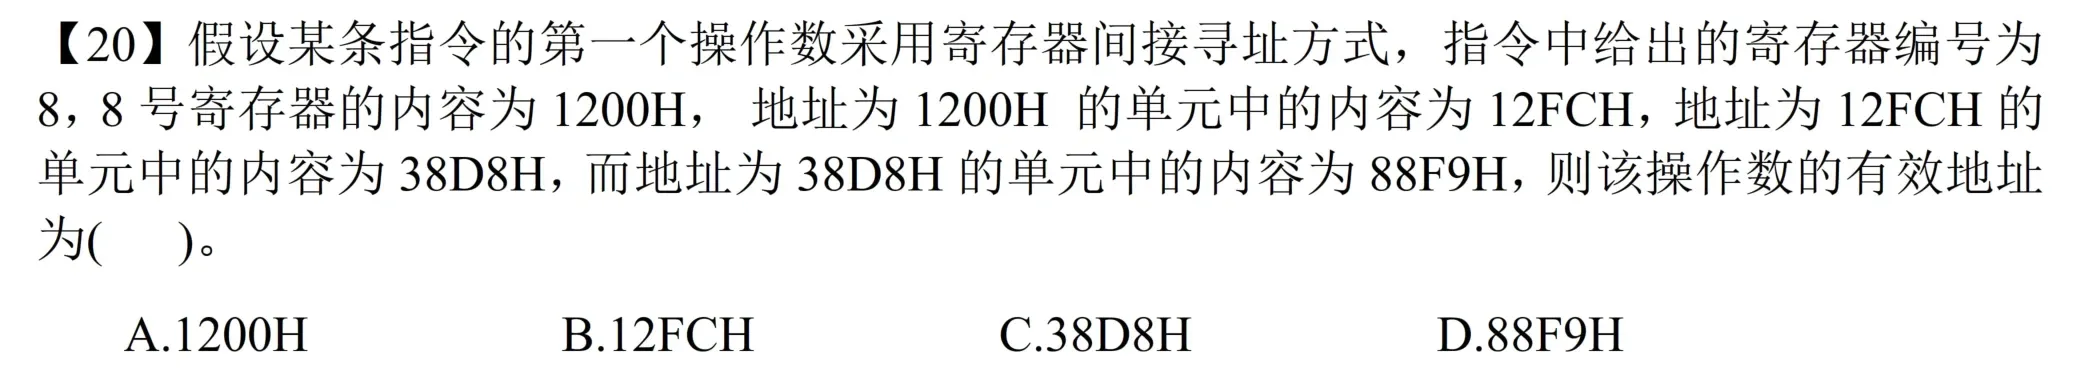 【20】假设某条指令的第一个操作数采用寄存器间接寻址方式，指令中给出的寄存器编号为
8，8 号寄存器的内容为 1200H， 地址为 1200H 的单元中的内容为 12FCH，地址为 12FCH 的
单元中的内容为 38D8H，而地址为 38D8H 的单元中的内容为 88F9H，则该操作数的有效地址
为(    )。
A.1200H B.12FCH C.38D8H D.88F9H